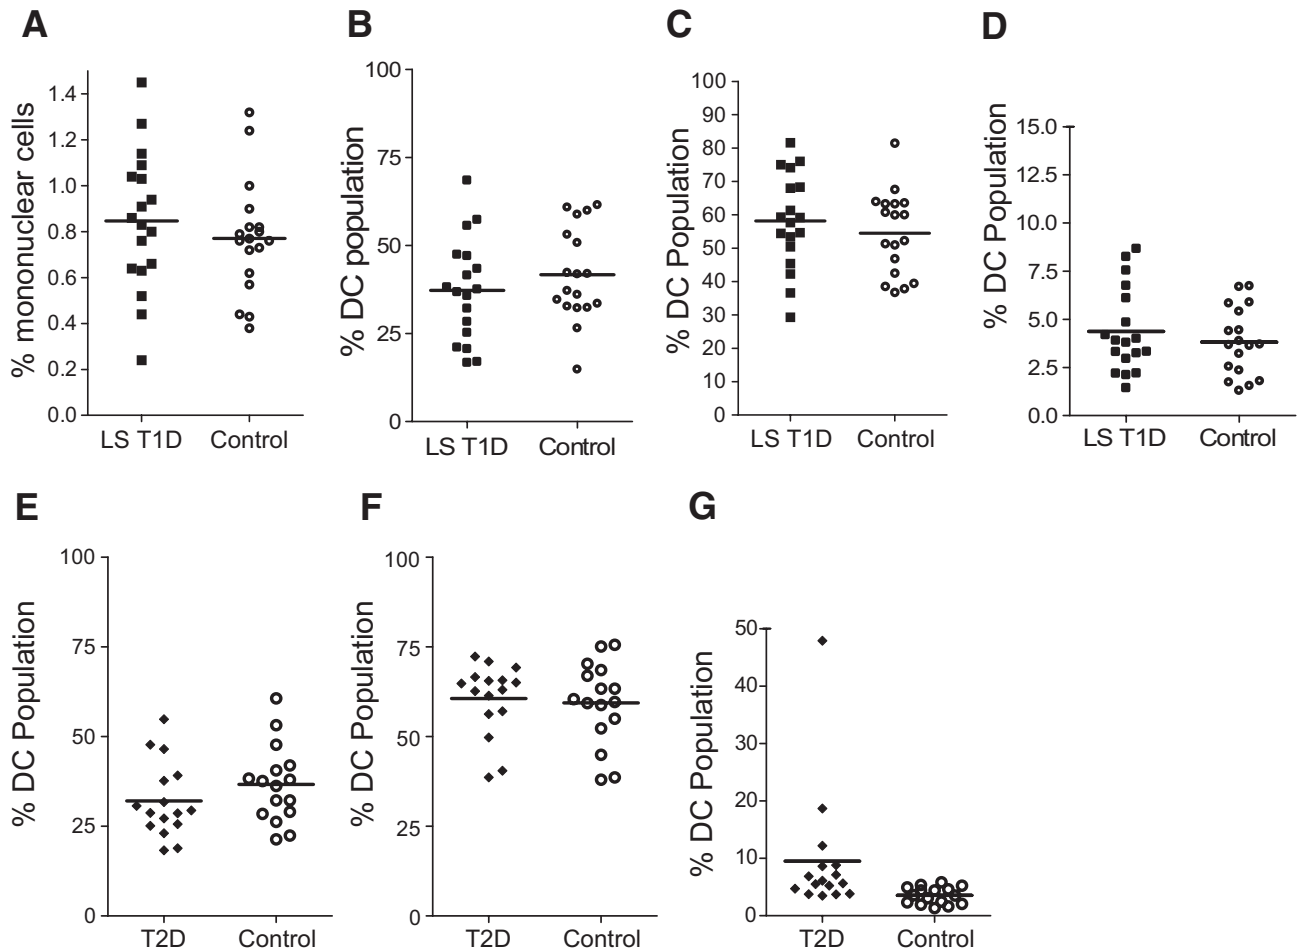 A
B
C
D
% mononuclear cells
1.4
1.2
1.0
0.8
0.6
0.4
0.2
0.0
LS T1D Control
% DC population
100
75
50
25
0
LS T1D Control
% DC Population
100
90
80
70
60
50
40
30
20
10
0
LS T1D Control
% DC Population
15.0
10.0
7.5
5.0
2.5
0.0
LS T1D Control
E
F
G
% DC Population
100
75
50
25
0
T2D Control
% DC Population
100
75
50
25
0
T2D Control
% DC Population
50
40
30
20
10
0
T2D Control